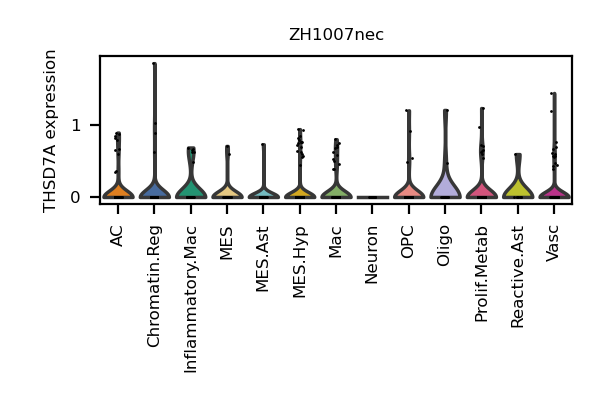 ZH1007nec
THSD7A expression
1
0
AC
Chromatin.Reg
Inflammatory.Mac
MES
MES.Ast
MES.Hyp
Mac
Neuron
OPC
Oligo
Prolif.Metab
Reactive.Ast
Vasc